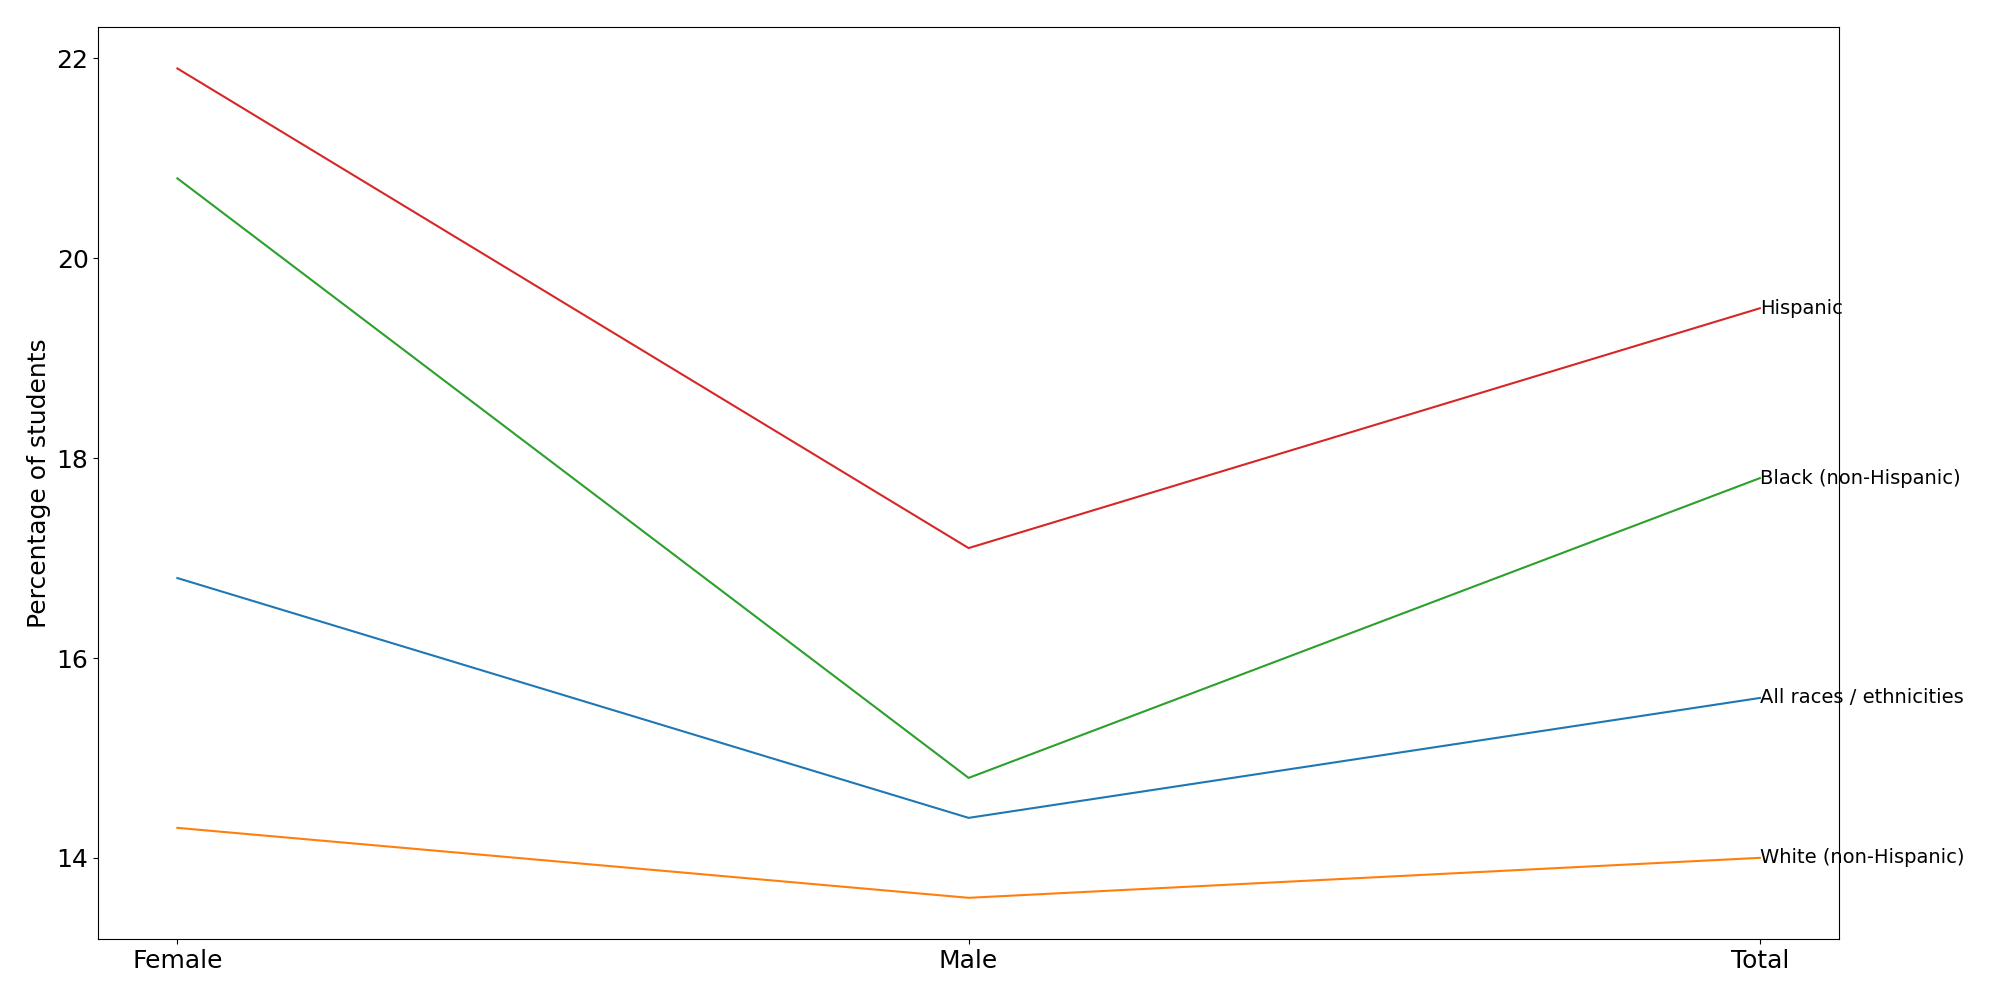 22
20
18
16
14
Percentage of students
Hispanic
Black (non-Hispanic)
All races / ethnicities
White (non-Hispanic)
Female
Male
Total